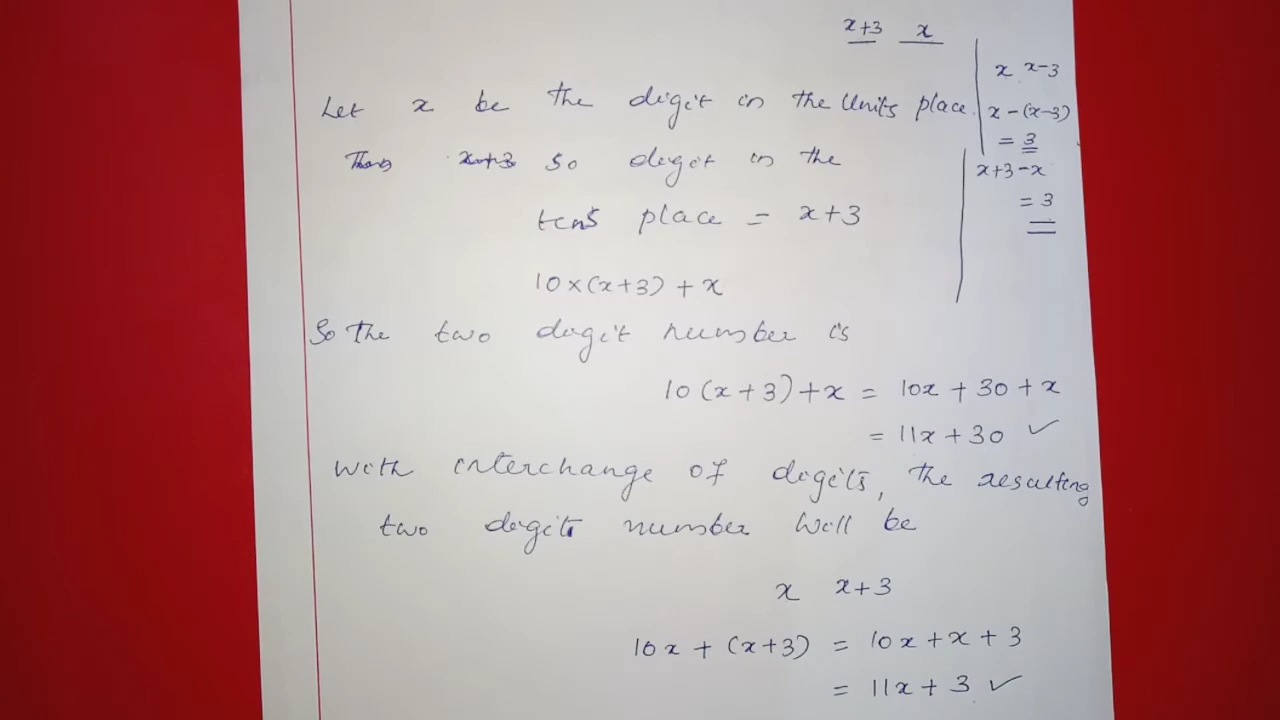 x+3 x
Let x be the digit in the Units place.
x x-3
x-(x-3)
= 3
x+3 so digit in the
x+3-x
= 3
tens place = x+3
10×(x+3) + x
So the two digit number is
10(x+3)+x = 10x + 30 + x
= 11x + 30 ✓
With interchange of digits, the resulting
two digits number will be
x x+3
10x + (x+3) = 10x + x + 3
= 11x + 3 ✓